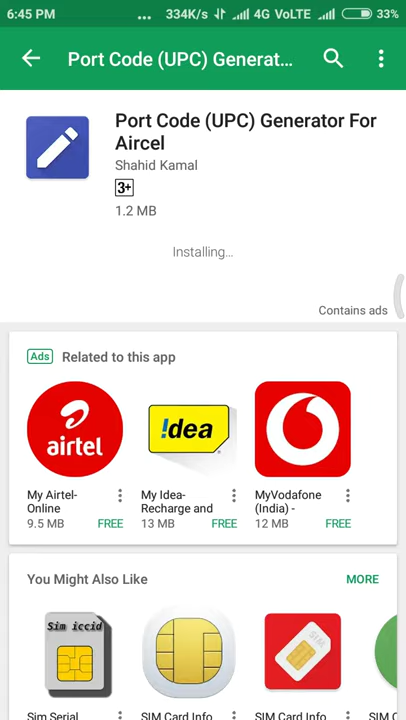 6:45 PM ... 334K/s 4G VoLTE 33%
Port Code (UPC) Generat...
Port Code (UPC) Generator For
Aircel
Shahid Kamal
3+
1.2 MB
Installing...
Contains ads
Ads Related to this app
airtel
!dea
My Airtel-
Online
9.5 MB FREE
My Idea-
Recharge and
13 MB FREE
MyVodafone
(India) -
12 MB FREE
You Might Also Like MORE
Sim iccid
SIM
Sim Serial
SIM Card Info
SIM Card Info
SIM C